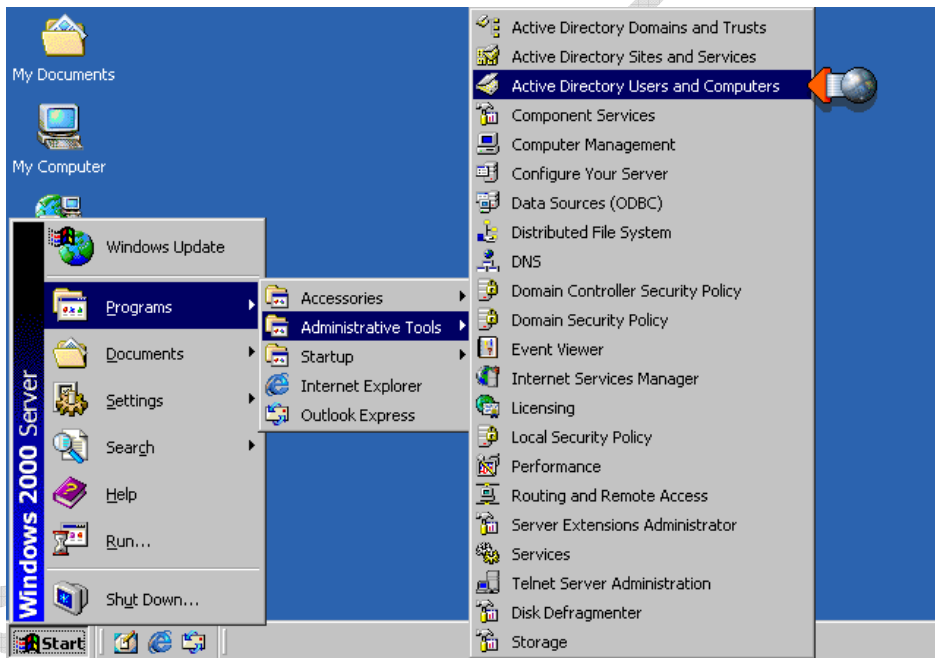 My Documents
My Computer
Windows 2000 Server
Windows Update
Programs
Documents
Settings
Search
Help
Run...
Shut Down...
Start
Accessories
Administrative Tools
Startup
Internet Explorer
Outlook Express
Active Directory Domains and Trusts
Active Directory Sites and Services
Active Directory Users and Computers
Component Services
Computer Management
Configure Your Server
Data Sources (ODBC)
Distributed File System
DNS
Domain Controller Security Policy
Domain Security Policy
Event Viewer
Internet Services Manager
Licensing
Local Security Policy
Performance
Routing and Remote Access
Server Extensions Administrator
Services
Telnet Server Administration
Disk Defragmenter
Storage